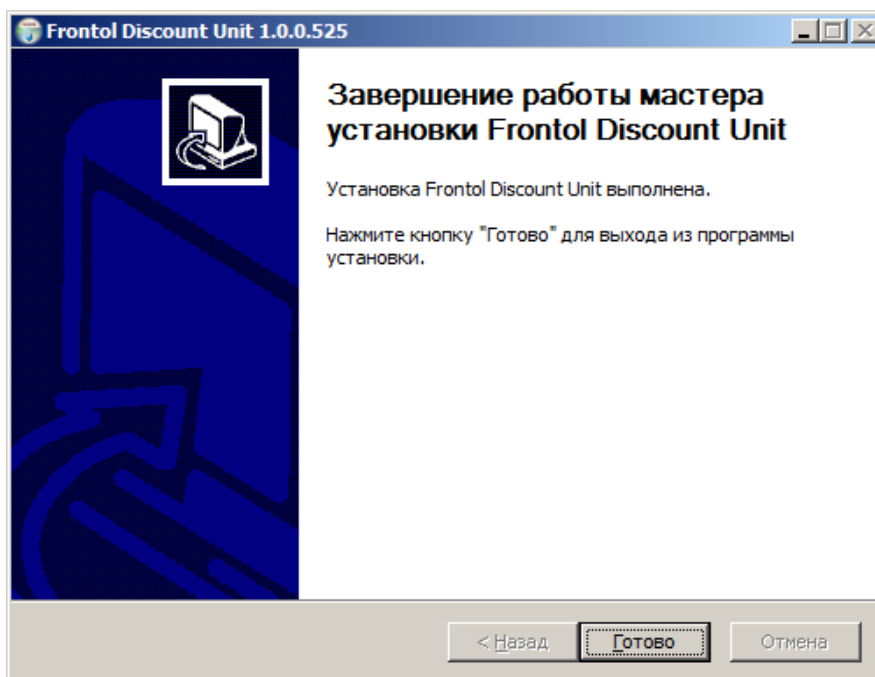 Frontol Discount Unit 1.0.0.525
Завершение работы мастера
установки Frontol Discount Unit
Установка Frontol Discount Unit выполнена.
Нажмите кнопку "Готово" для выхода из программы
установки.
< Назад
Готово
Отмена